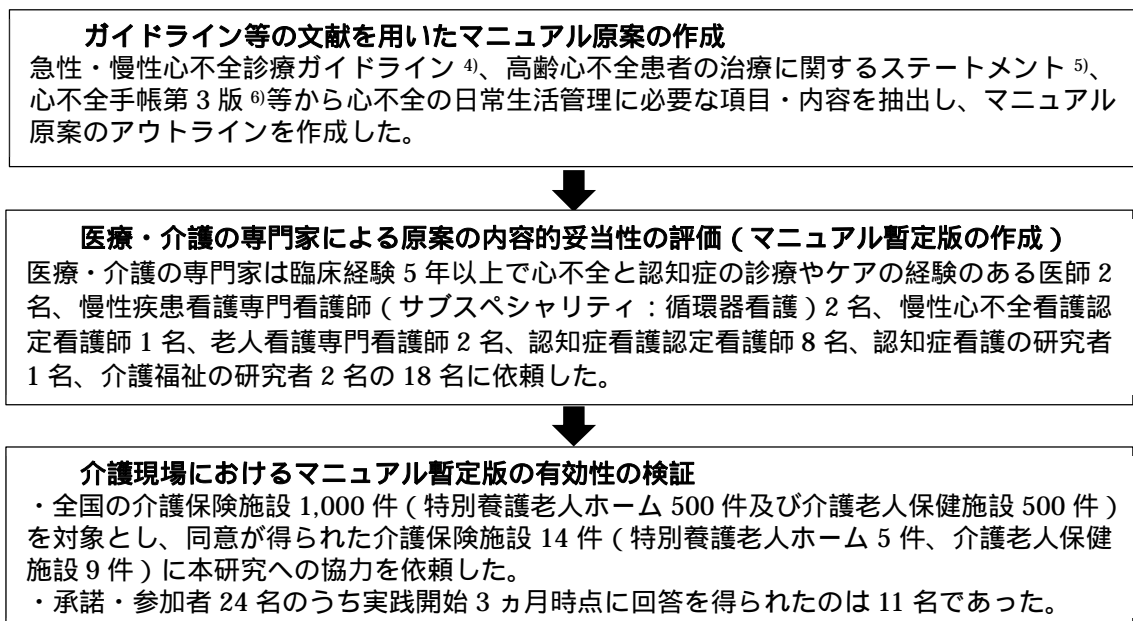 ガイドライン等の文献を用いたマニュアル原案の作成
急性・慢性心不全診療ガイドライン 4)、高齢心不全患者の治療に関するステートメント 5)、
心不全手帳第 3 版 6)等から心不全の日常生活管理に必要な項目・内容を抽出し、マニュアル
原案のアウトラインを作成した。
医療・介護の専門家による原案の内容的妥当性の評価（マニュアル暫定版の作成）
医療・介護の専門家は臨床経験 5 年以上で心不全と認知症の診療やケアの経験のある医師 2
名、慢性疾患看護専門看護師（サブスペシャリティ：循環器看護）2 名、慢性心不全看護認
定看護師 1 名、老人看護専門看護師 2 名、認知症看護認定看護師 8 名、認知症看護の研究者
1 名、介護福祉の研究者 2 名の 18 名に依頼した。
介護現場におけるマニュアル暫定版の有効性の検証
・全国の介護保険施設 1,000 件（特別養護老人ホーム 500 件及び介護老人保健施設 500 件）
を対象とし、同意が得られた介護保険施設 14 件（特別養護老人ホーム 5 件、介護老人保健
施設 9 件）に本研究への協力を依頼した。
・承諾・参加者 24 名のうち実践開始 3 ヵ月時点に回答を得られたのは 11 名であった。